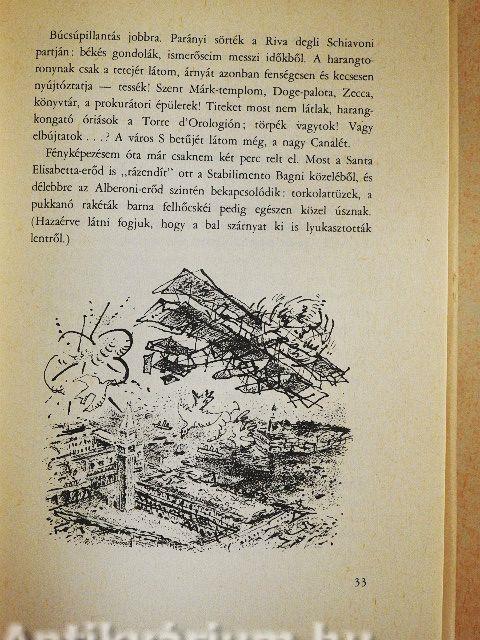 Búcsúpillantás jobbra. Parányi sörték a Riva degli Schiavoni
partján: békés gondolák, ismerőseim messzi időkből. A harangto-
ronynak csak a tetejét látom, árnyát azonban fenségesen és kecsesen
nyújtóztatja — tessék! Szent Márk-templom, Doge-palota, Zecca,
könyvtár, a prokurátori épületek! Titeket most nem látlak, harang-
kongató óriások a Torre d'Orologión; törpék vagytok! Vagy
elbújtatok . . .? A város S betűjét látom még, a nagy Canalét.
Fényképezésem óta már csaknem két perc telt el. Most a Santa
Elisabetta-erőd is „rázendít" ott a Stabilimento Bagni közeléből, és
délebbre az Alberoni-erőd szintén bekapcsolódik: torkolattüzek, a
pukkanó rakéták barna felhőcskéi pedig egészen közel úsznak.
(Hazaérve látni fogjuk, hogy a bal szárnyat ki is lyukasztották
lentről.)
33
Antikvárium.hu